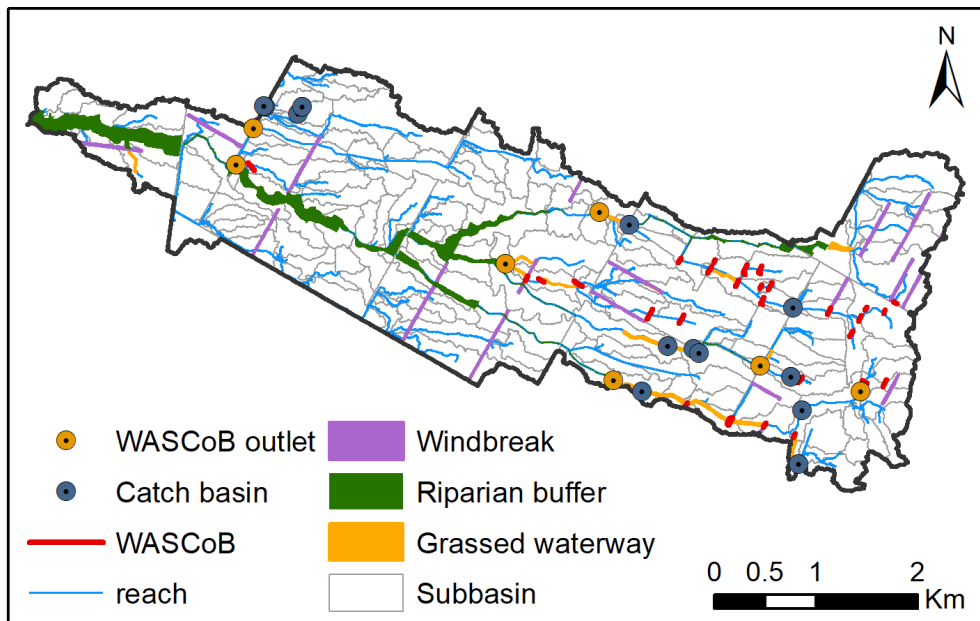 N
WASCoB outlet
Catch basin
WASCoB
reach
Windbreak
Riparian buffer
Grassed waterway
Subbasin
0 0.5 1 2
Km